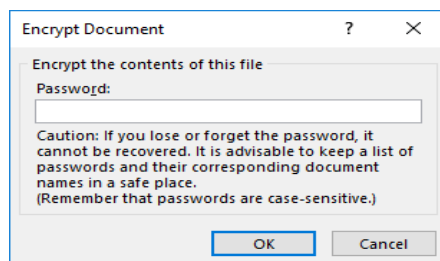 Encrypt Document
?
Encrypt the contents of this file
Password:
Caution: If you lose or forget the password, it
cannot be recovered. It is advisable to keep a list of
passwords and their corresponding document
names in a safe place.
(Remember that passwords are case-sensitive.)
OK Cancel